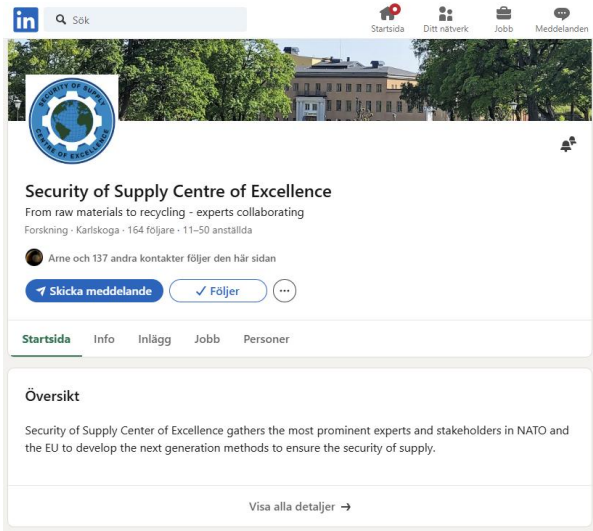 in
Sök
Startsida
Ditt nätverk
Jobb
Meddelanden
SECURITY OF SUPPLY
CENTRE OF EXCELLENCE
Security of Supply Centre of Excellence
From raw materials to recycling - experts collaborating
Forskning · Karlskoga · 164 följare · 11–50 anställda
Arne och 137 andra kontakter följer den här sidan
Skicka meddelande
Följer
Startsida Info Inlägg Jobb Personer
Översikt
Security of Supply Center of Excellence gathers the most prominent experts and stakeholders in NATO and
the EU to develop the next generation methods to ensure the security of supply.
Visa alla detaljer →